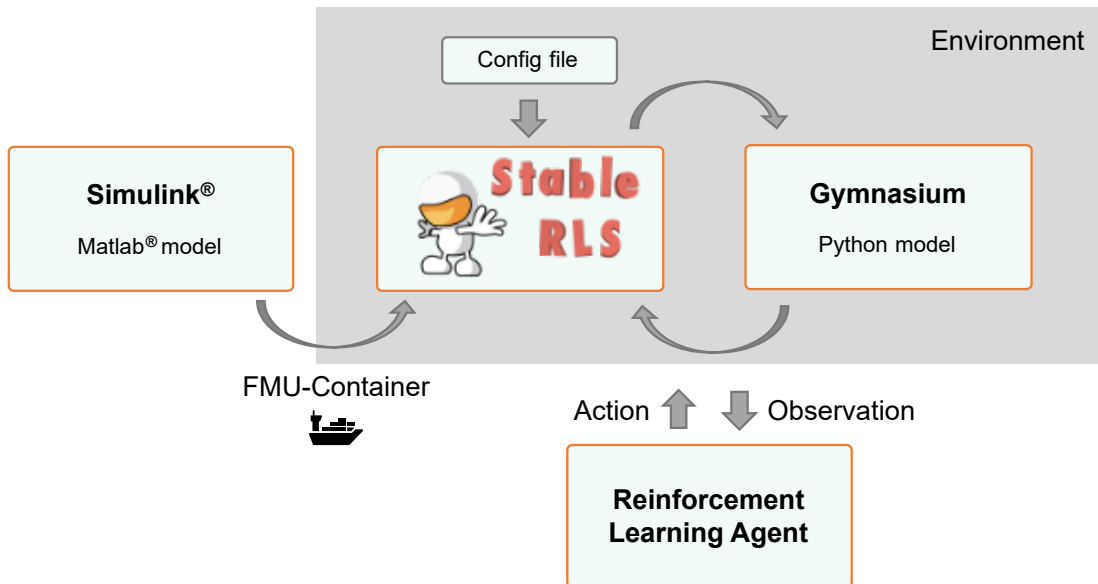 Environment
Config file
Simulink®
Matlab® model
Stable
RLS
Gymnasium
Python model
FMU-Container
Action
Observation
Reinforcement
Learning Agent